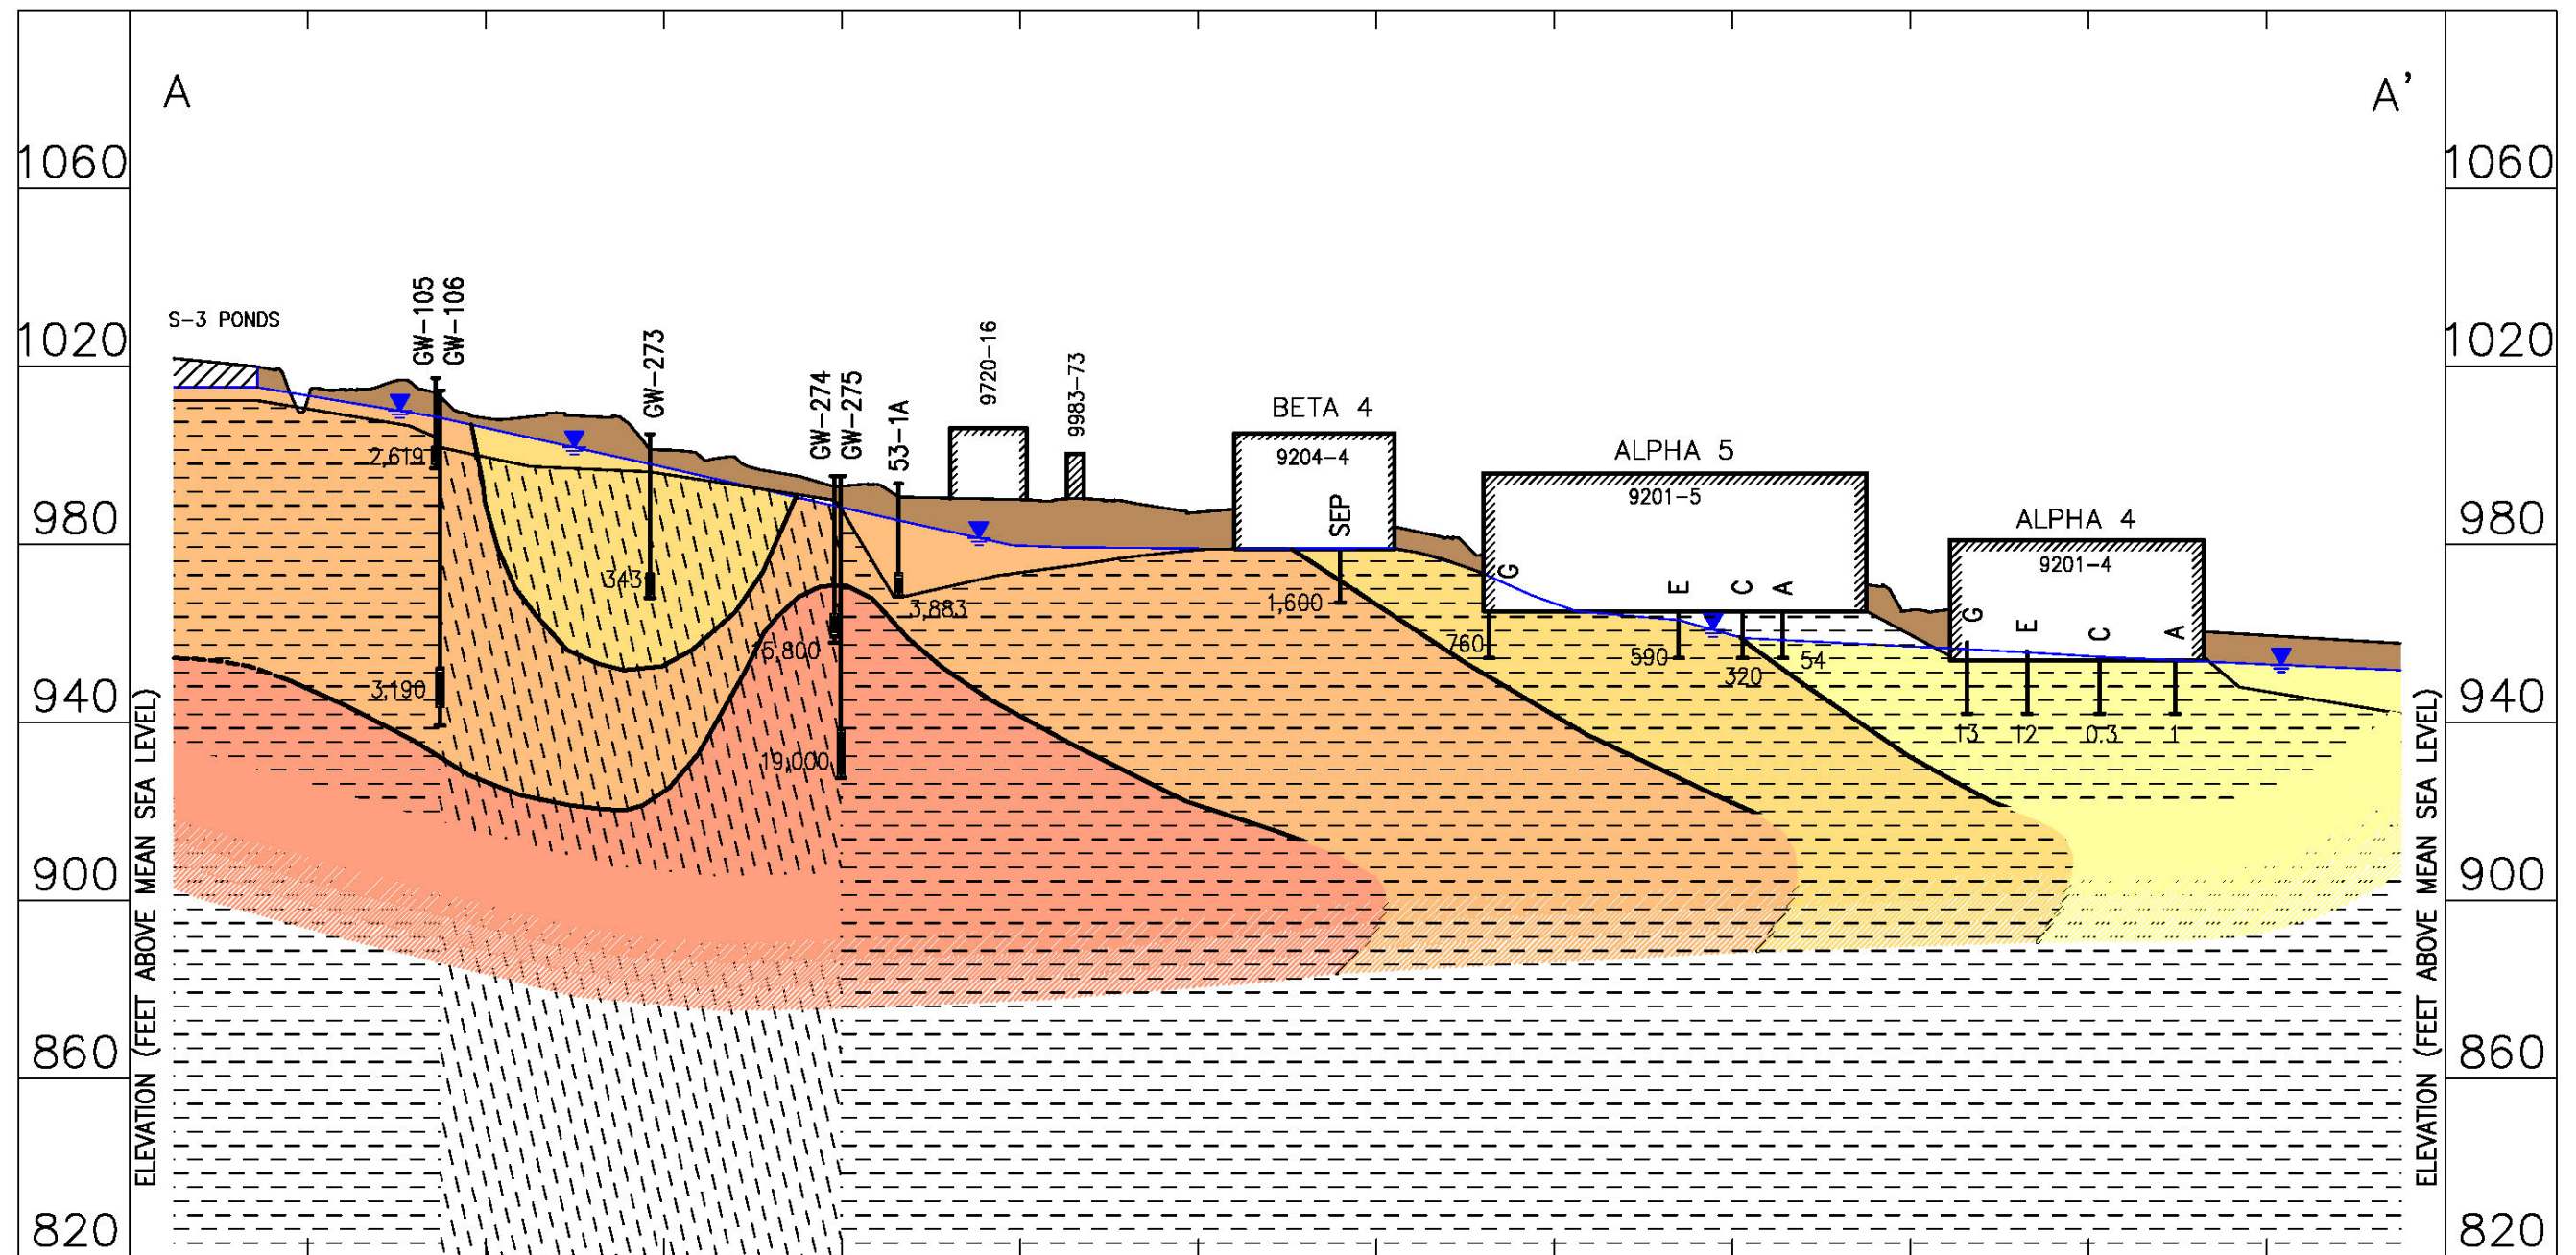 A
A'
1060
1060
1020
1020
980
980
940
940
900
900
860
860
820
820
ELEVATION (FEET ABOVE MEAN SEA LEVEL)
ELEVATION (FEET ABOVE MEAN SEA LEVEL)
S-3 PONDS
GW-105
GW-106
GW-273
GW-274
GW-275
53-1A
9720-16
9983-73
BETA 4
9204-4
SEP
ALPHA 5
9201-5
G
E
C
A
ALPHA 4
9201-4
G
E
C
A
2,619
3,190
343
19,000
3,883
1,600
760
590
320
54
13
12
0.3
1